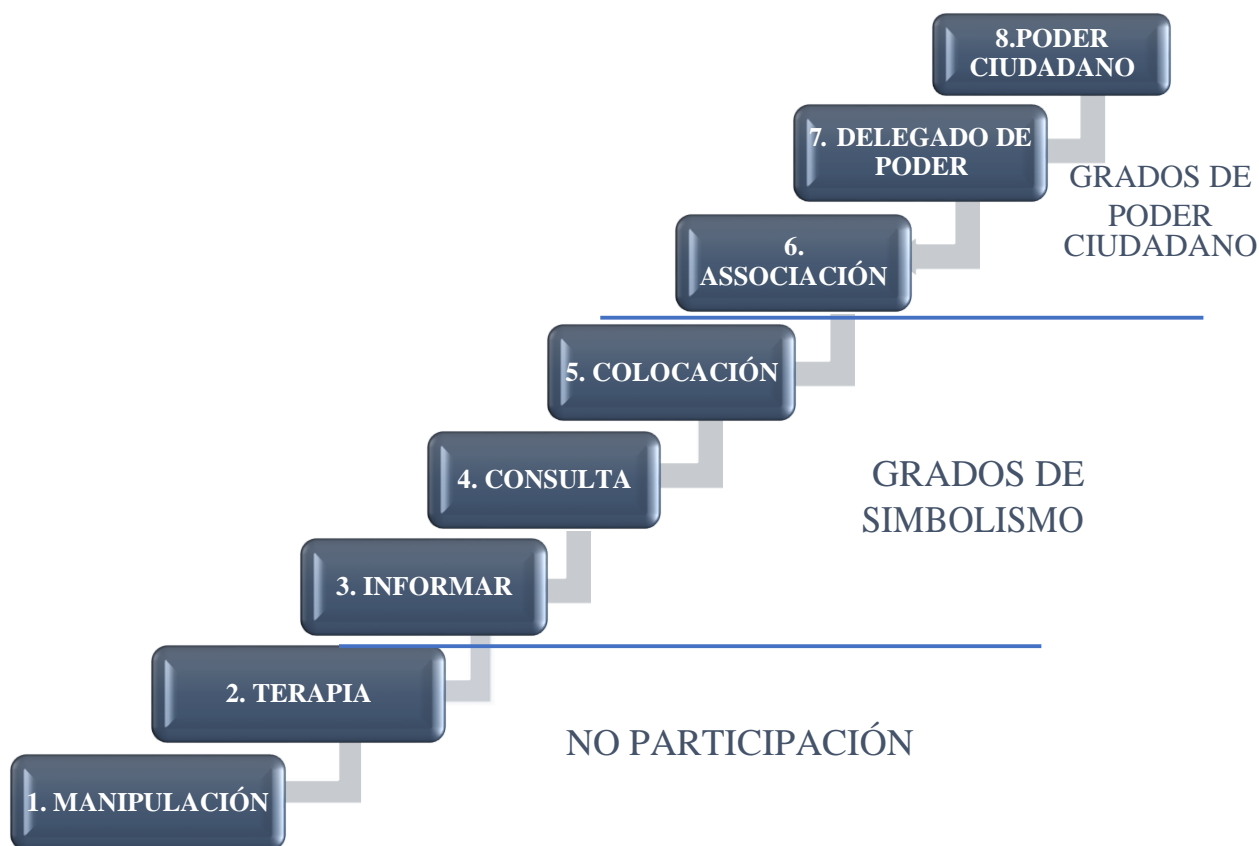 8.PODER
CIUDADANO
7. DELEGADO DE
PODER
GRADOS DE
PODER
CIUDADANO
6.
ASSOCIACIÓN
5. COLOCACIÓN
4. CONSULTA
GRADOS DE
SIMBOLISMO
3. INFORMAR
2. TERAPIA
NO PARTICIPACIÓN
1. MANIPULACIÓN